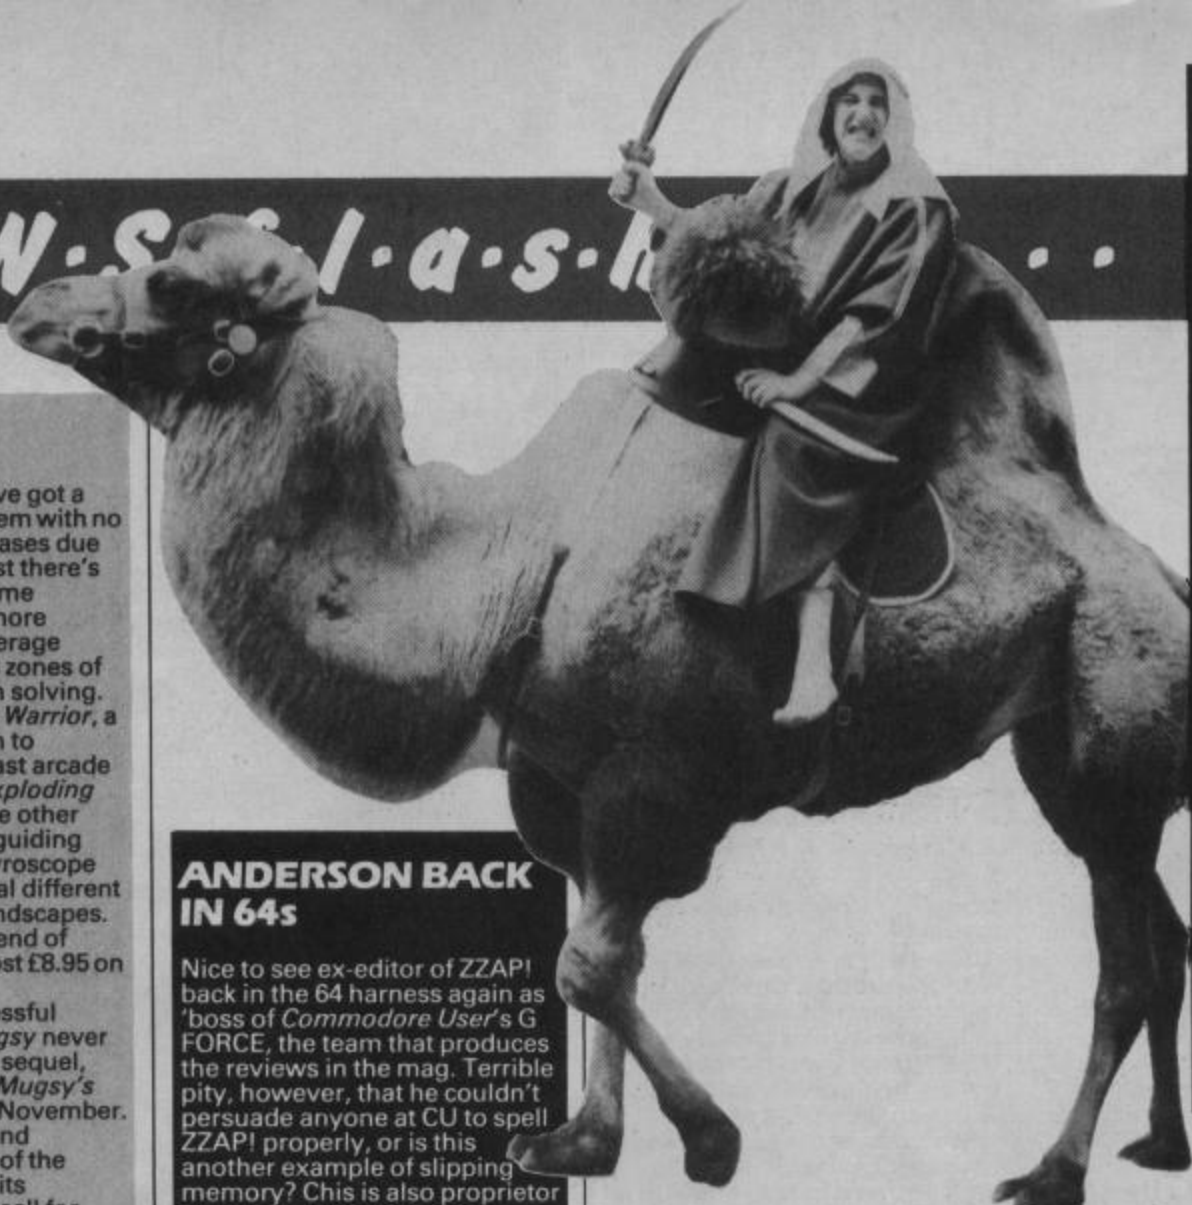 w·s·f·l·a·s·h · ·
ve got a
em with no
ases due
st there's
me
more
erage
zones of
n solving.
Warrior, a
n to
ast arcade
xploding
e other
guiding
yroscope
al different
ndscapes.
end of
ost £8.95 on
essful
gsy never
sequel,
Mugsy's
November.
nd
of the
its
ANDERSON BACK
IN 64s
Nice to see ex-editor of ZZAP!
back in the 64 harness again as
'boss of Commodore User's G
FORCE, the team that produces
the reviews in the mag. Terrible
pity, however, that he couldn't
persuade anyone at CU to spell
ZZAP! properly, or is this
another example of slipping
memory? Chis is also proprietor